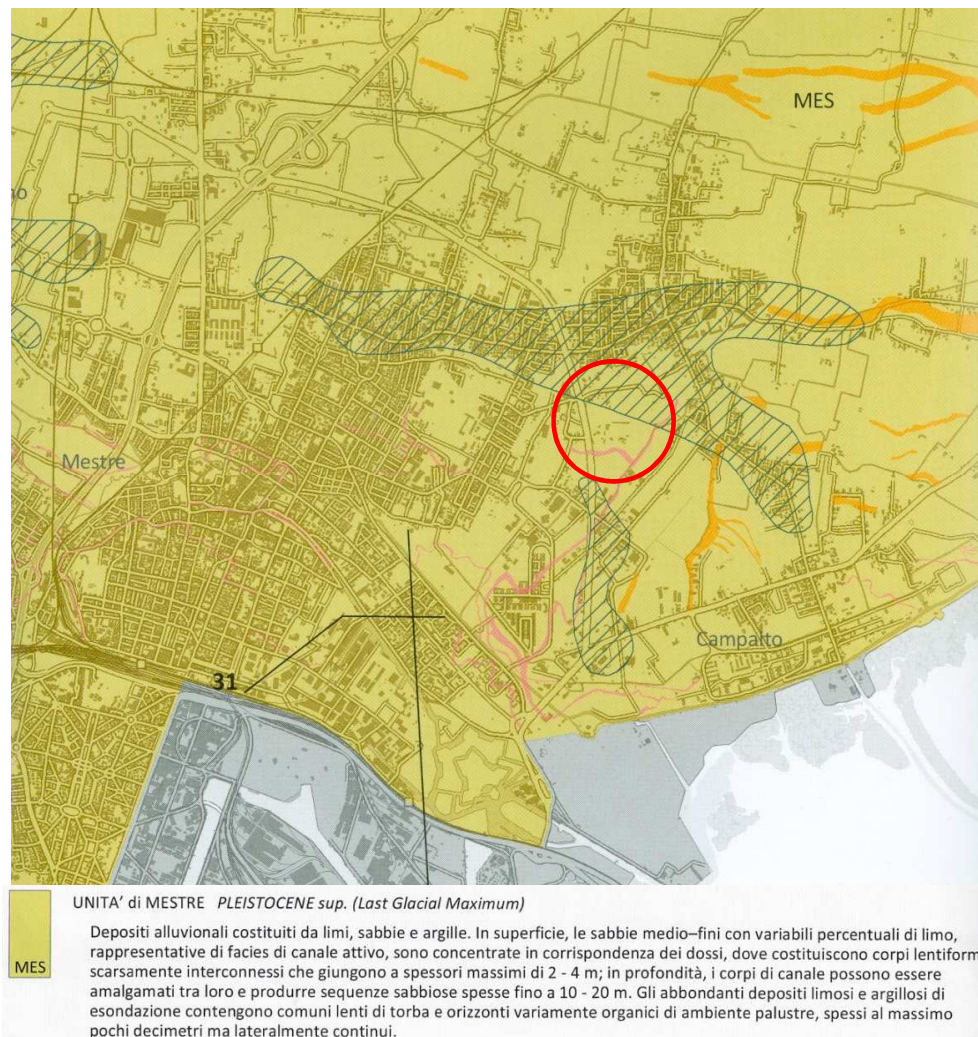 MES
no
Mestre
Campalto
31
MES
UNITA' di MESTRE PLEISTOCENE sup. (Last Glacial Maximum)
Depositi alluvionali costituiti da limi, sabbie e argille. In superficie, le sabbie medio–fini con variabili percentuali di limo,
rappresentative di facies di canale attivo, sono concentrate in corrispondenza dei dossi, dove costituiscono corpi lentiform
scarsamente interconnessi che giungono a spessori massimi di 2 - 4 m; in profondità, i corpi di canale possono essere
amalgamati tra loro e produrre sequenze sabbiose spesse fino a 10 - 20 m. Gli abbondanti depositi limosi e argillosi di
esondazione contengono comuni lenti di torba e orizzonti variamente organici di ambiente palustre, spessi al massimo
pochi decimetri ma lateralmente continui.